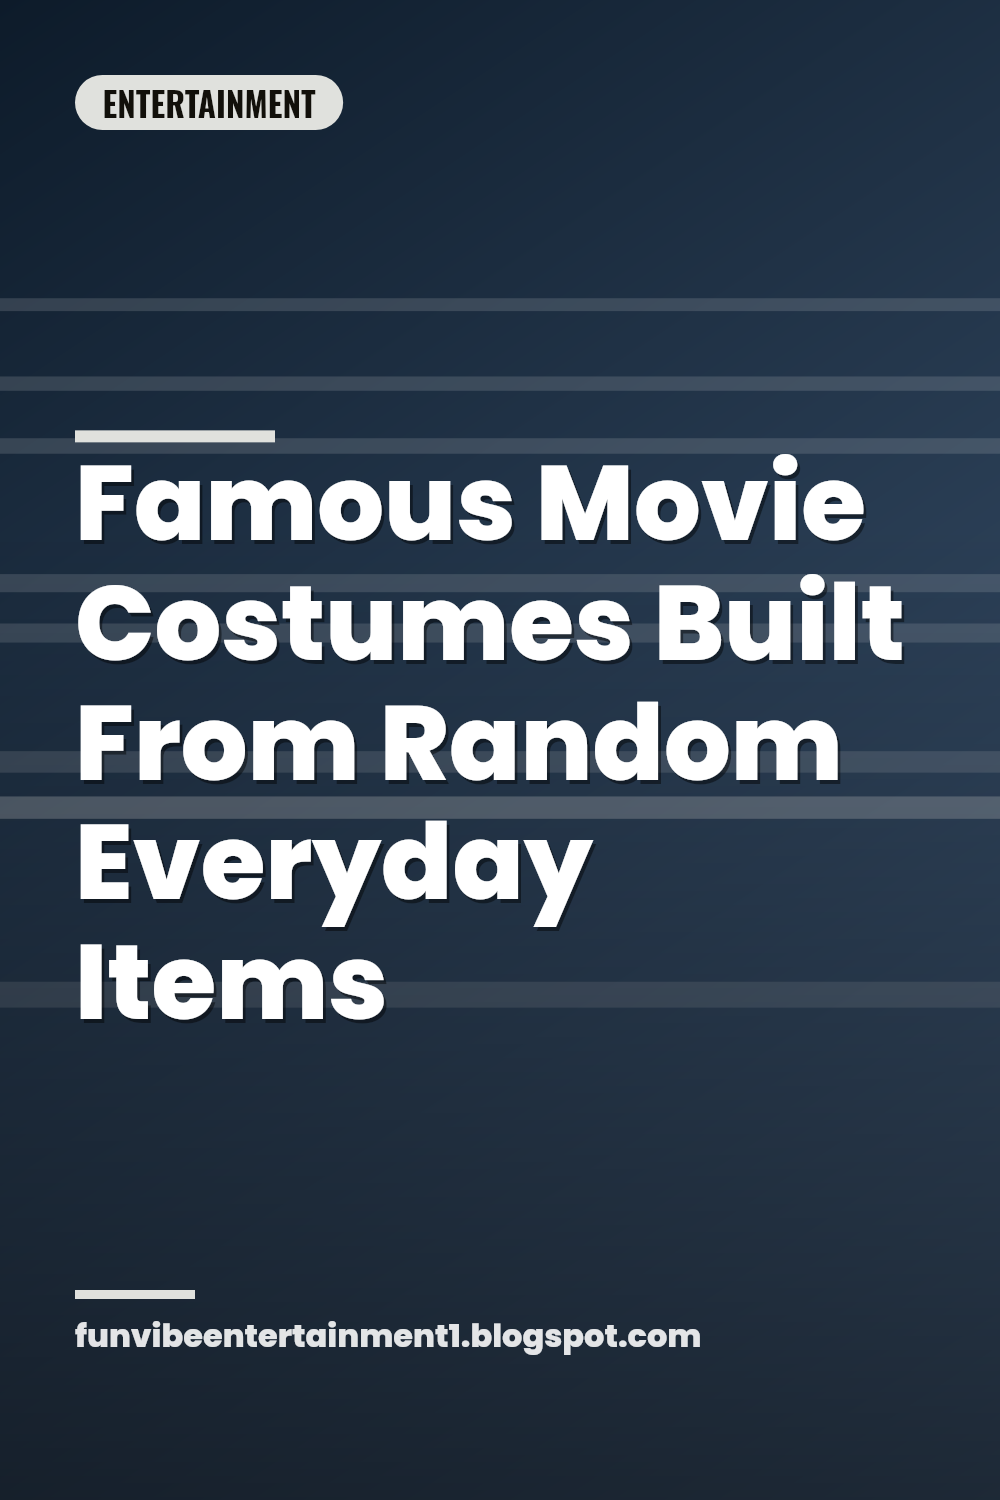 ENTERTAINMENT
Famous Movie
Costumes Built
From Random
Everyday
Items
funvibeentertainment1.blogspot.com